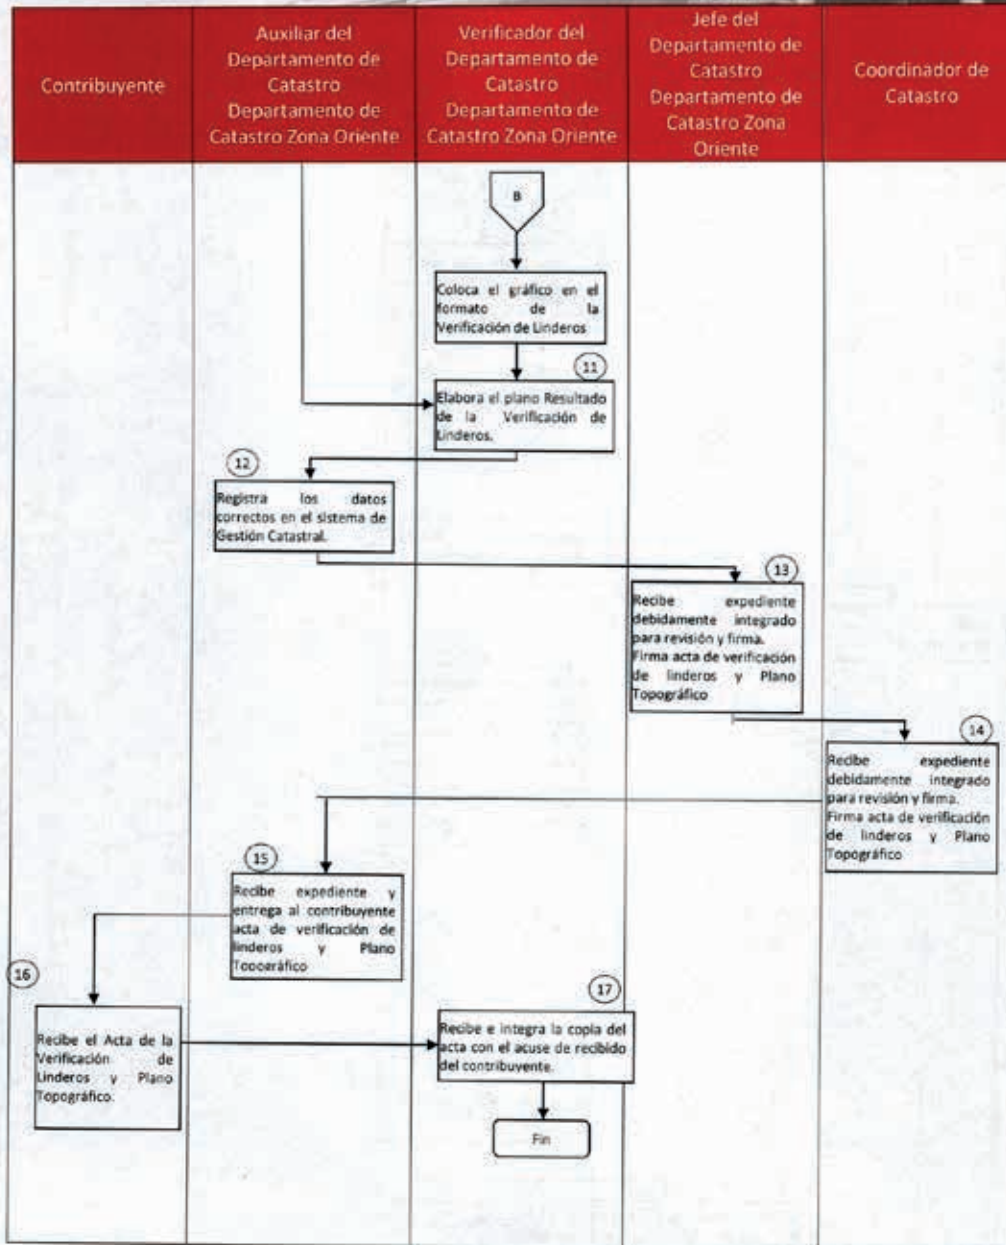 Contribuyente
Auxiliar del
Departamento de
Catastro
Departamento de
Catastro Zona Oriente
Verificador del
Departamento de
Catastro
Departamento de
Catastro Zona Oriente
Jefe del
Departamento de
Catastro
Departamento de
Catastro Zona
Oriente
Coordinador de
Catastro
B
Coloca el gráfico en el
formato de la
Verificación de Linderos
11
Elabora el plano Resultado
de la Verificación de
Linderos.
12
Registra los datos
correctos en el sistema de
Gestión Catastral.
13
Recibe expediente
debidamente integrado
para revisión y firma.
Firma acta de verificación
de linderos y Plano
Topográfico
14
Recibe expediente
debidamente integrado
para revisión y firma.
Firma acta de verificación
de linderos y Plano
Topográfico
15
Recibe expediente y
entrega al contribuyente
acta de verificación de
linderos y Plano
Topográfico
16
Recibe el Acta de la
Verificación de
Linderos y Plano
Topográfico.
17
Recibe e integra la copia del
acta con el acuse de recibido
del contribuyente.
Fin